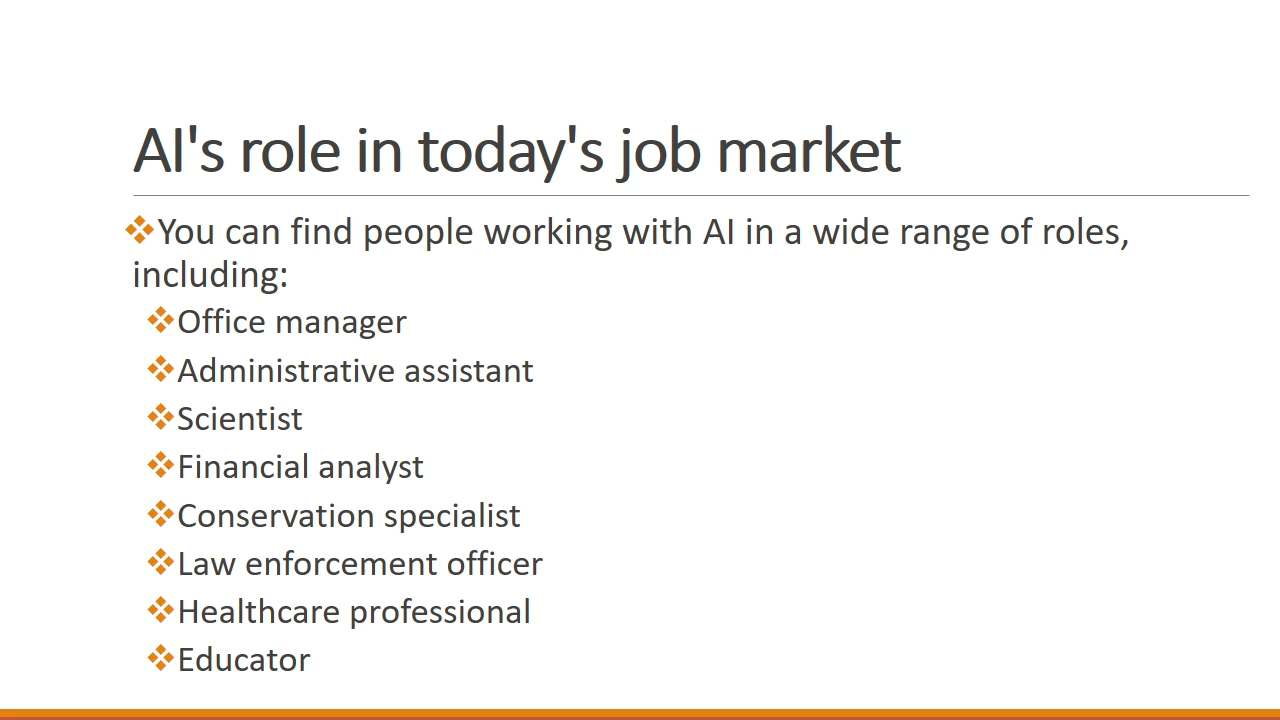 AI's role in today's job market
You can find people working with AI in a wide range of roles,
including:
Office manager
Administrative assistant
Scientist
Financial analyst
Conservation specialist
Law enforcement officer
Healthcare professional
Educator